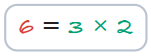 6 = 3 × 2